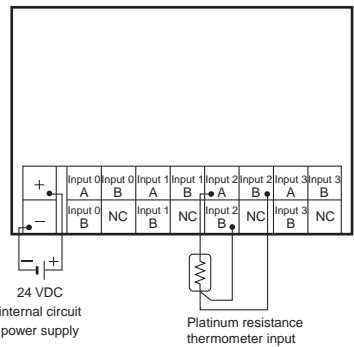 + Input 0 A Input 0 B Input 1 A Input 1 B Input 2 A Input 2 B Input 3 A Input 3 B
− Input 0 B NC Input 1 B NC Input 2 B NC Input 3 B NC
− +
24 VDC
internal circuit
power supply
Platinum resistance
thermometer input